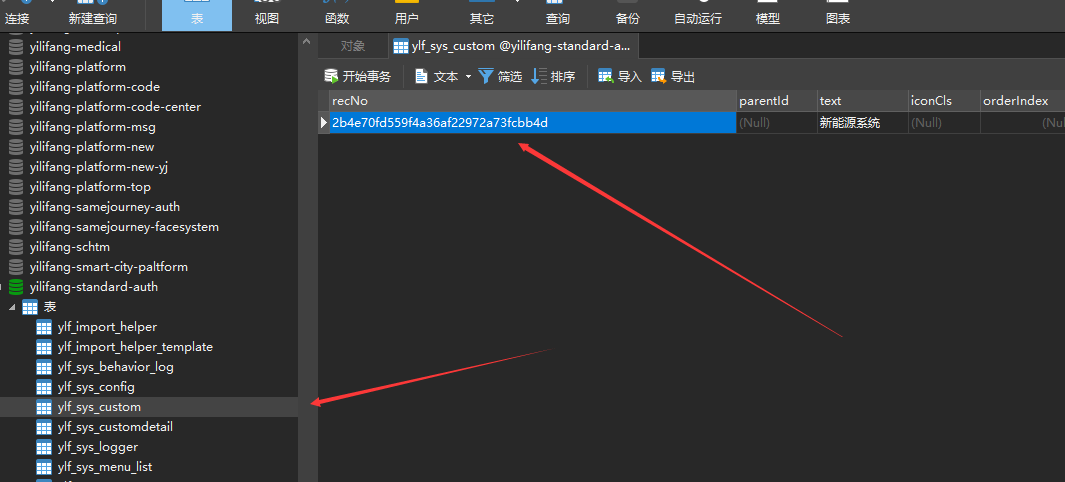 连接 新建查询 表 视图 函数 用户 其它 查询 备份 自动运行 模型 图表
yilifang-medical
yilifang-platform
yilifang-platform-code
yilifang-platform-code-center
yilifang-platform-msg
yilifang-platform-new
yilifang-platform-new-yj
yilifang-platform-top
yilifang-samejourney-auth
yilifang-samejourney-facesystem
yilifang-schtm
yilifang-smart-city-paltform
yilifang-standard-auth
表
ylf_import_helper
ylf_import_helper_template
ylf_sys_behavior_log
ylf_sys_config
ylf_sys_custom
ylf_sys_customdetail
ylf_sys_logger
ylf_sys_menu_list
对象 ylf_sys_custom @yilifang-standard-a...
开始事务 文本 筛选 排序 导入 导出
recNo parentId text iconCls orderIndex
2b4e70fd559f4a36af22972a73fcbb4d (Null) 新能源系统 (Null) (Nul